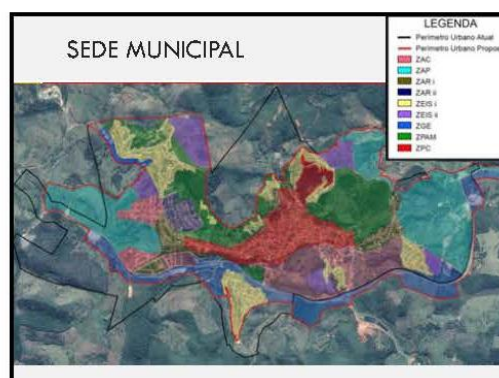 SEDE MUNICIPAL
LEGENDA
Perímetro Urbano Atual
Perímetro Urbano Propos
ZAC
ZAP
ZAR i
ZAR ii
ZEIS i
ZEIS ii
ZGE
ZPAM
ZPC